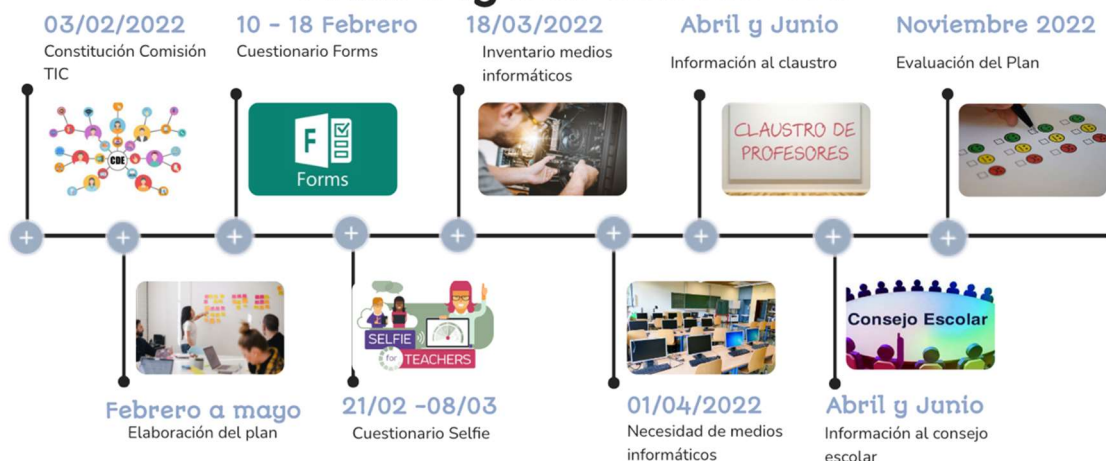 03/02/2022
Constitución Comisión
TIC
10 - 18 Febrero
Cuestionario Forms
18/03/2022
Inventario medios
informáticos
Abril y Junio
Información al claustro
Noviembre 2022
Evaluación del Plan
CDE
F
Forms
CLAUSTRO DE
PROFESORES
Febrero a mayo
Elaboración del plan
SELFIE
for
TEACHERS
21/02 -08/03
Cuestionario Selfie
01/04/2022
Necesidad de medios
informáticos
Consejo Escolar
Abril y Junio
Información al consejo
escolar